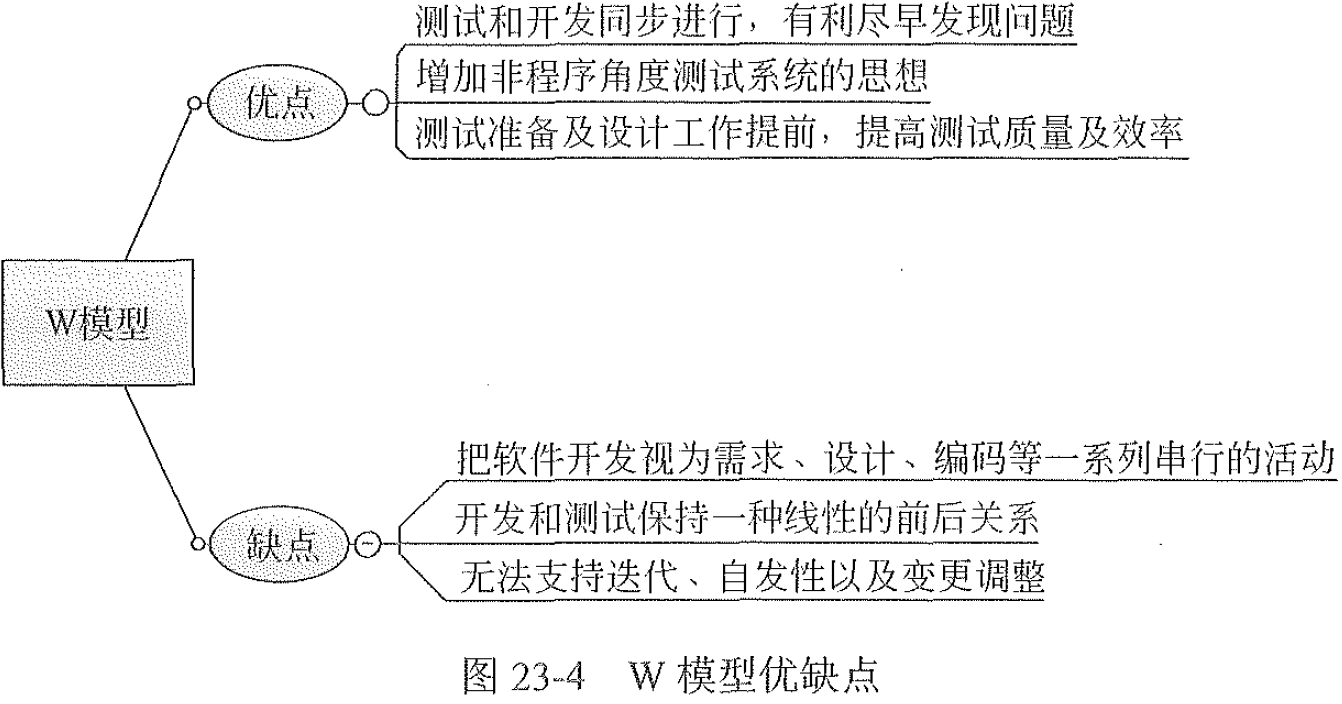 测试和开发同步进行，有利尽早发现问题
优点
增加非程序角度测试系统的思想
测试准备及设计工作提前，提高测试质量及效率
W模型
把软件开发视为需求、设计、编码等一系列串行的活动
缺点
开发和测试保持一种线性的前后关系
无法支持迭代、自发性以及变更调整
图 23-4 W 模型优缺点